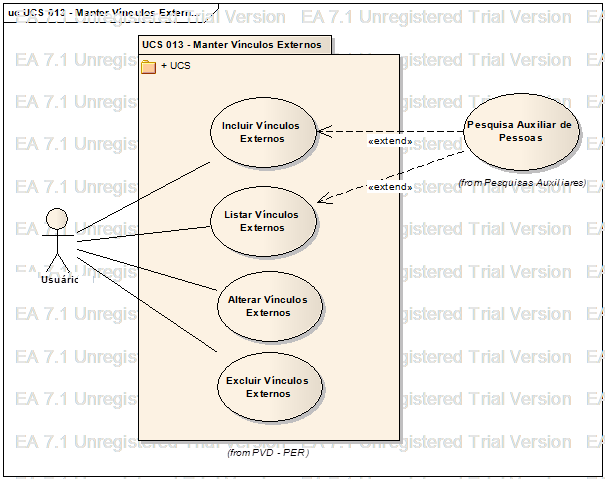 uc UCS 013 - Manter Vínculos Extern...
EA 7.1 Unregistered Trial Version
UCS 013 - Manter Vínculos Externos
+ UCS
Incluir Vínculos
Externos
Pesquisa Auxiliar de
Pessoas
«extend»
(from Pesquisas Auxiliares)
«extend»
Listar Vínculos
Externos
Usuário
Alterar Vínculos
Externos
Excluir Vínculos
Externos
(from PVD - PER)